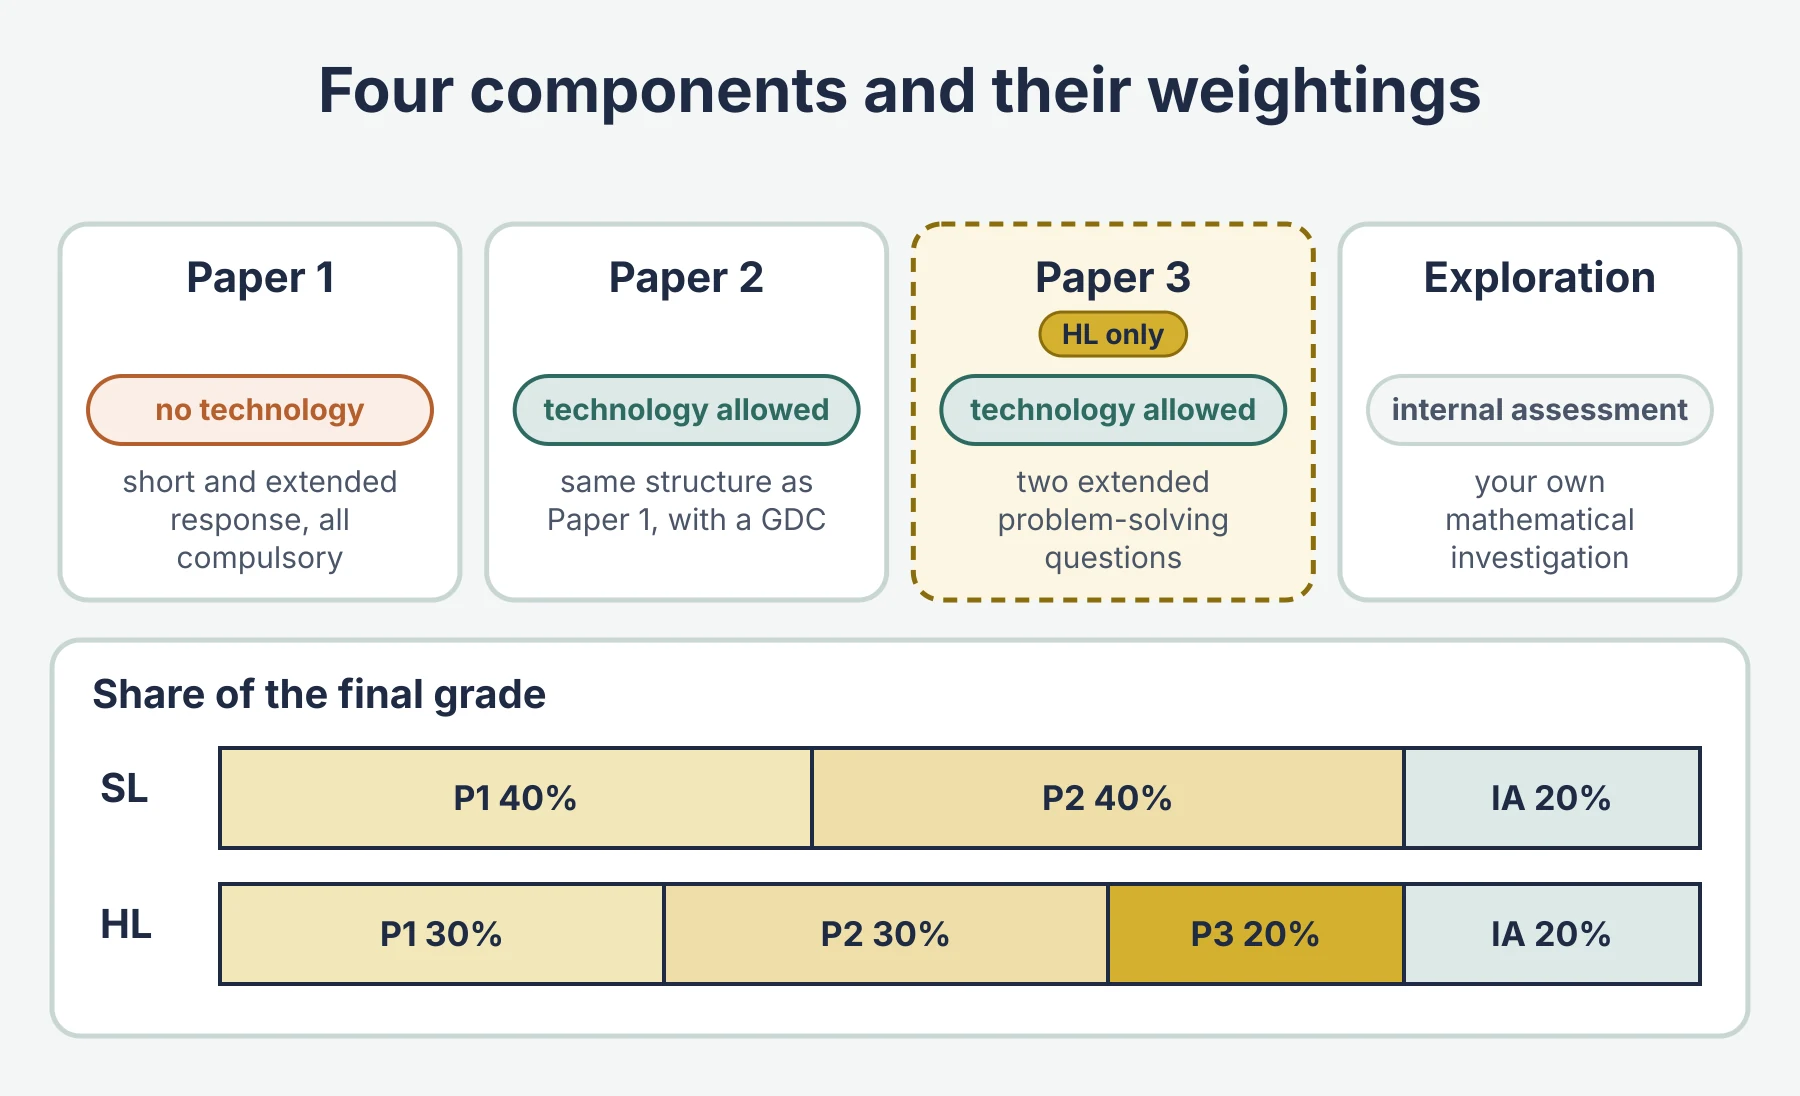 Four components and their weightings
Paper 1
no technology
short and extended
response, all
compulsory
Paper 2
technology allowed
same structure as
Paper 1, with a GDC
Paper 3
HL only
technology allowed
two extended
problem-solving
questions
Exploration
internal assessment
your own
mathematical
investigation
Share of the final grade
SL
P1 40%
P2 40%
IA 20%
HL
P1 30%
P2 30%
P3 20%
IA 20%